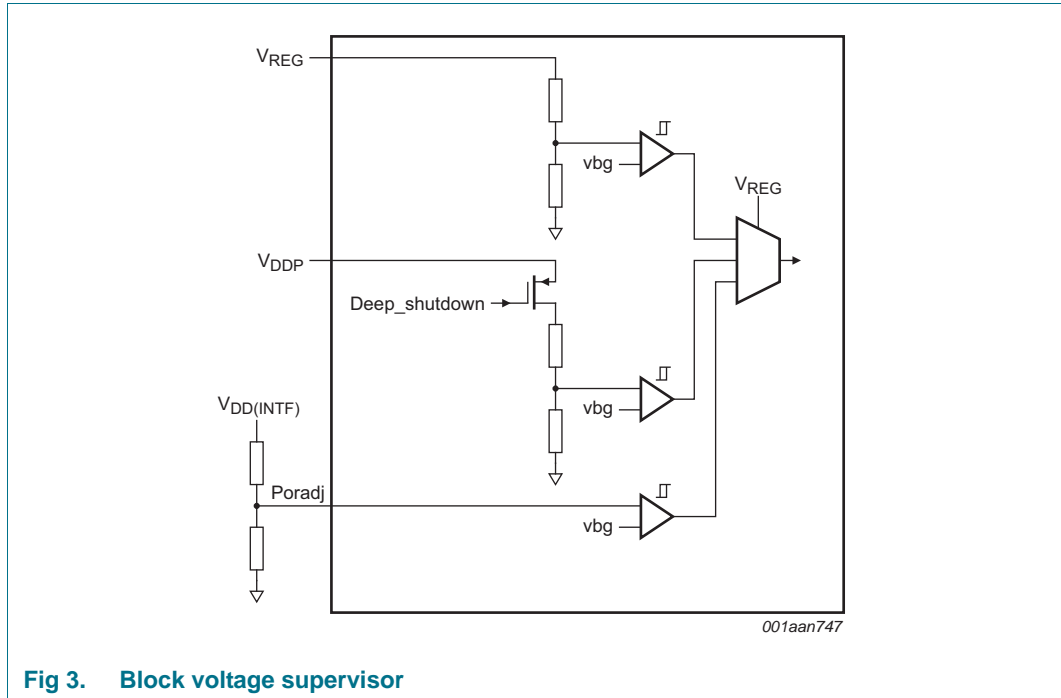 VREG
vbg
VREG
VDDP
Deep_shutdown
vbg
VDD(INTF)
Poradj
vbg
001aan747
Fig 3. Block voltage supervisor